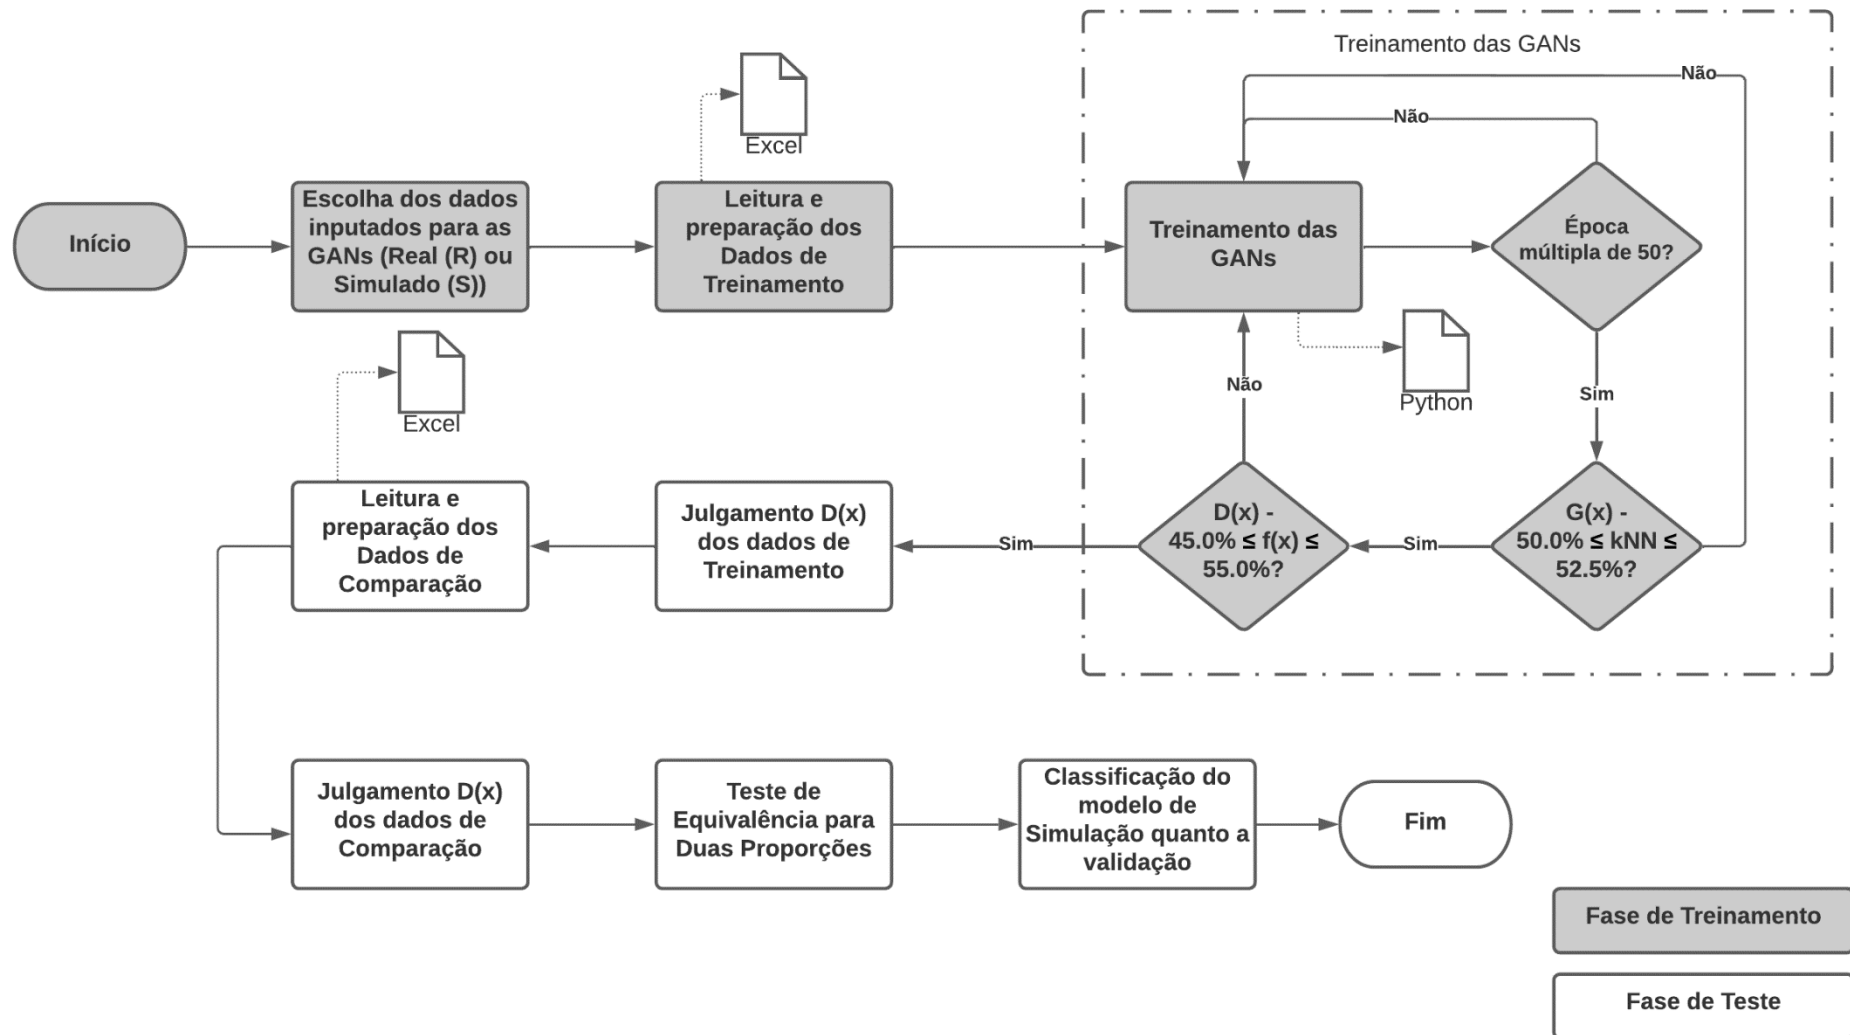 Treinamento das GANs
Não
Não
Excel
Início
Escolha dos dados
inputados para as
GANs (Real (R) ou
Simulado (S))
Leitura e
preparação dos
Dados de
Treinamento
Treinamento das
GANs
Época
múltipla de 50?
Não
Python
Sim
Excel
Leitura e
preparação dos
Dados de
Comparação
Julgamento D(x)
dos dados de
Treinamento
Sim
D(x) -
45.0% ≤ f(x) ≤
55.0%?
Sim
G(x) -
50.0% ≤ kNN ≤
52.5%?
Julgamento D(x)
dos dados de
Comparação
Teste de
Equivalência para
Duas Proporções
Classificação do
modelo de
Simulação quanto a
validação
Fim
Fase de Treinamento
Fase de Teste